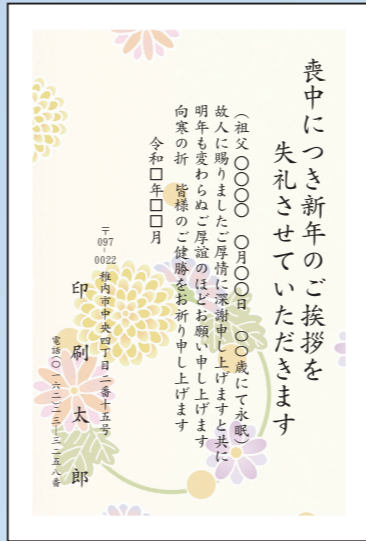 喪中につき新年のご挨拶を
失礼させていただきます
(祖父 〇〇〇〇 〇月〇〇日 〇〇歳にて永眠)
故人に賜りましたご厚情に深謝申し上げますと共に
明年も変わらぬご厚誼のほどお願い申し上げます
向寒の折 皆様のご健勝をお祈り申し上げます
令和□年□□月
〒097-0022
稚内市中央四丁目二番十五号
印刷太郎
電話(〇一六二)二三-三二五八番